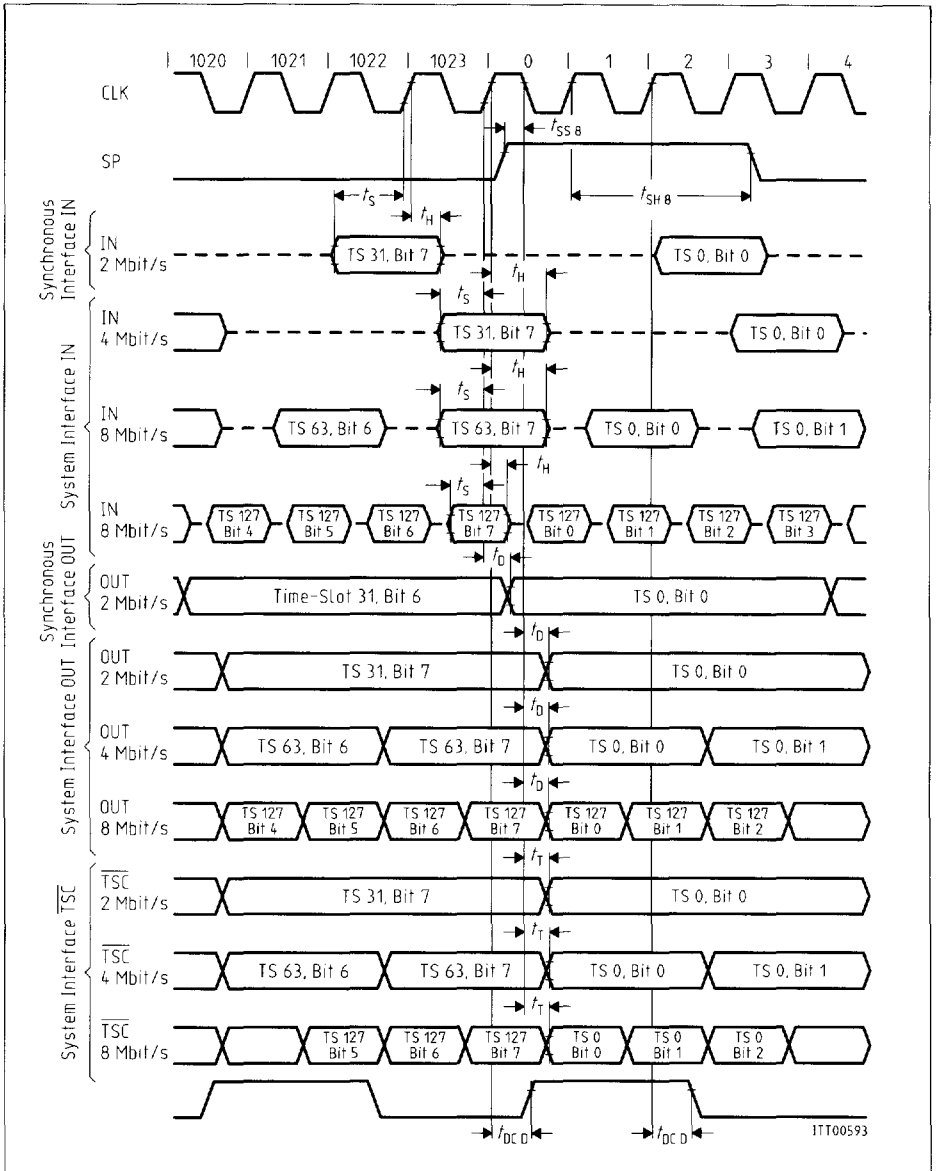 1020 1021 1022 1023 0 1 2 3 4
CLK
tSS 8
SP
tS
tSH 8
tH
Synchronous
Interface IN
IN
2 Mbit/s
TS 31, Bit 7
TS 0, Bit 0
tH
tS
System Interface IN
IN
4 Mbit/s
TS 31, Bit 7
TS 0, Bit 0
tH
tS
IN
8 Mbit/s
TS 63, Bit 6
TS 63, Bit 7
TS 0, Bit 0
TS 0, Bit 1
tH
tS
IN
8 Mbit/s
TS 127
Bit 4
TS 127
Bit 5
TS 127
Bit 6
TS 127
Bit 7
TS 127
Bit 0
TS 127
Bit 1
TS 127
Bit 2
TS 127
Bit 3
tD
Synchronous
Interface OUT
OUT
2 Mbit/s
Time-Slot 31, Bit 6
TS 0, Bit 0
tD
System Interface OUT
OUT
2 Mbit/s
TS 31, Bit 7
TS 0, Bit 0
tD
OUT
4 Mbit/s
TS 63, Bit 6
TS 63, Bit 7
TS 0, Bit 0
TS 0, Bit 1
tD
OUT
8 Mbit/s
TS 127
Bit 4
TS 127
Bit 5
TS 127
Bit 6
TS 127
Bit 7
TS 127
Bit 0
TS 127
Bit 1
TS 127
Bit 2
tT
System Interface TSC
TSC
2 Mbit/s
TS 31, Bit 7
TS 0, Bit 0
tT
TSC
4 Mbit/s
TS 63, Bit 6
TS 63, Bit 7
TS 0, Bit 0
TS 0, Bit 1
tT
TSC
8 Mbit/s
TS 127
Bit 5
TS 127
Bit 6
TS 127
Bit 7
TS 0
Bit 0
TS 0
Bit 1
TS 0
Bit 2
tDC D
tDC D
ITT00593